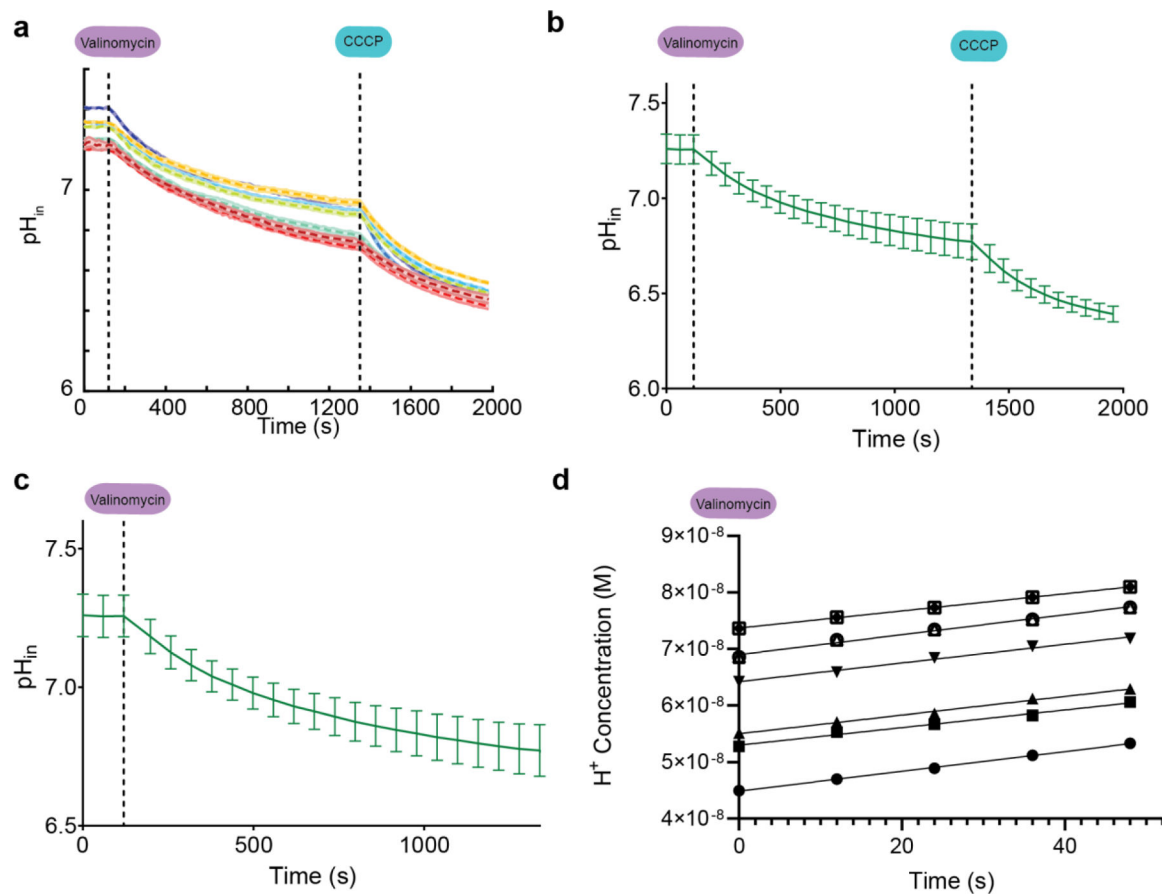 a
Valinomycin
CCCP
7
6
pHin
0 400 800 1200 1600 2000
Time (s)
b
Valinomycin
CCCP
7.5
7.0
6.5
6.0
pHin
0 500 1000 1500 2000
Time (s)
c
Valinomycin
7.5
7.0
6.5
pHin
0 500 1000
Time (s)
d
Valinomycin
9×10⁻⁸
8×10⁻⁸
7×10⁻⁸
6×10⁻⁸
5×10⁻⁸
4×10⁻⁸
H⁺ Concentration (M)
0 20 40
Time (s)